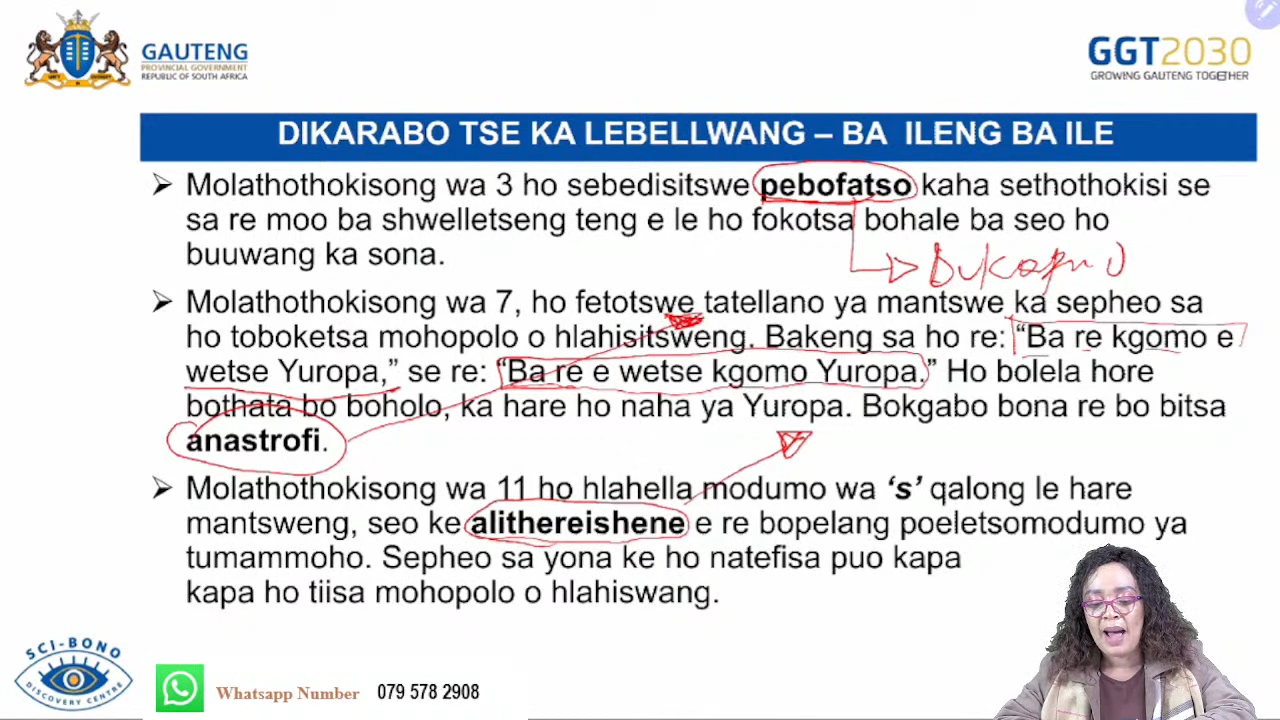 GAUTENG
PROVINCIAL GOVERNMENT
REPUBLIC OF SOUTH AFRICA
GGT2030
GROWING GAUTENG TOGETHER
DIKARABO TSE KA LEBELLWANG – BA ILENG BA ILE
➢ Molathothokisong wa 3 ho sebedisitswe pebofatso kaha sethothokisi se
sa re moo ba shwelletseng teng e le ho fokotsa bohale ba seo ho
buuwang ka sona.
➢ Molathothokisong wa 7, ho fetotswe tatellano ya mantswe ka sepheo sa
ho toboketsa mohopolo o hlahisitsweng. Bakeng sa ho re: “Ba re kgomo e
wetse Yuropa,” se re: “Ba re e wetse kgomo Yuropa.” Ho bolela hore
bothata bo boholo, ka hare ho naha ya Yuropa. Bokgabo bona re bo bitsa
anastrofi.
➢ Molathothokisong wa 11 ho hlahella modumo wa ‘s’ qalong le hare
mantsweng, seo ke alithereishene e re bopelang poeletsomodumo ya
tumammoho. Sepheo sa yona ke ho natefisa puo kapa
kapa ho tiisa mohopolo o hlahiswang.
SCI-BONO
DISCOVERY CENTRE
Whatsapp Number 079 578 2908